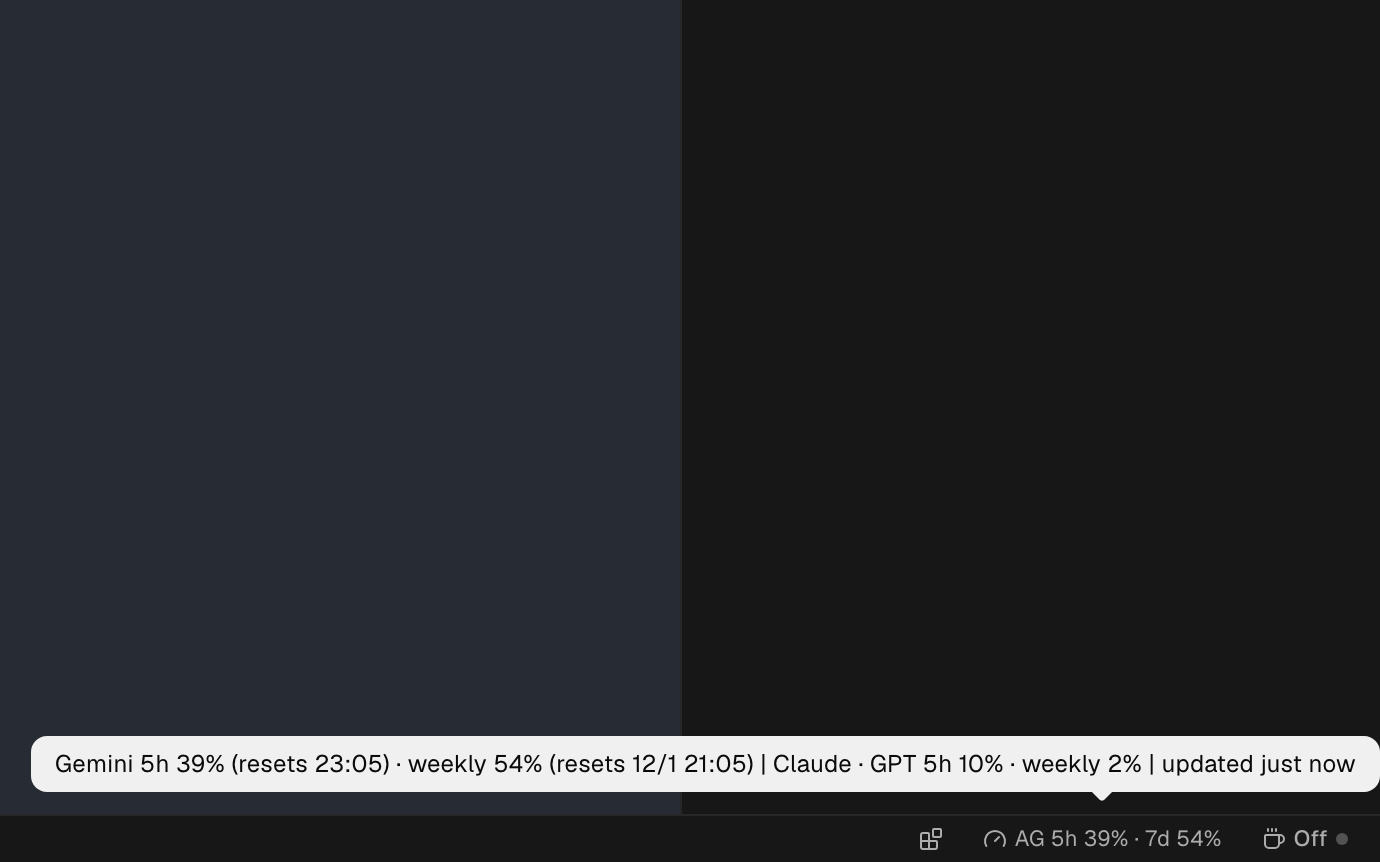 Gemini 5h 39% (resets 23:05) · weekly 54% (resets 12/1 21:05) | Claude · GPT 5h 10% · weekly 2% | updated just now
AG 5h 39% · 7d 54%
Off